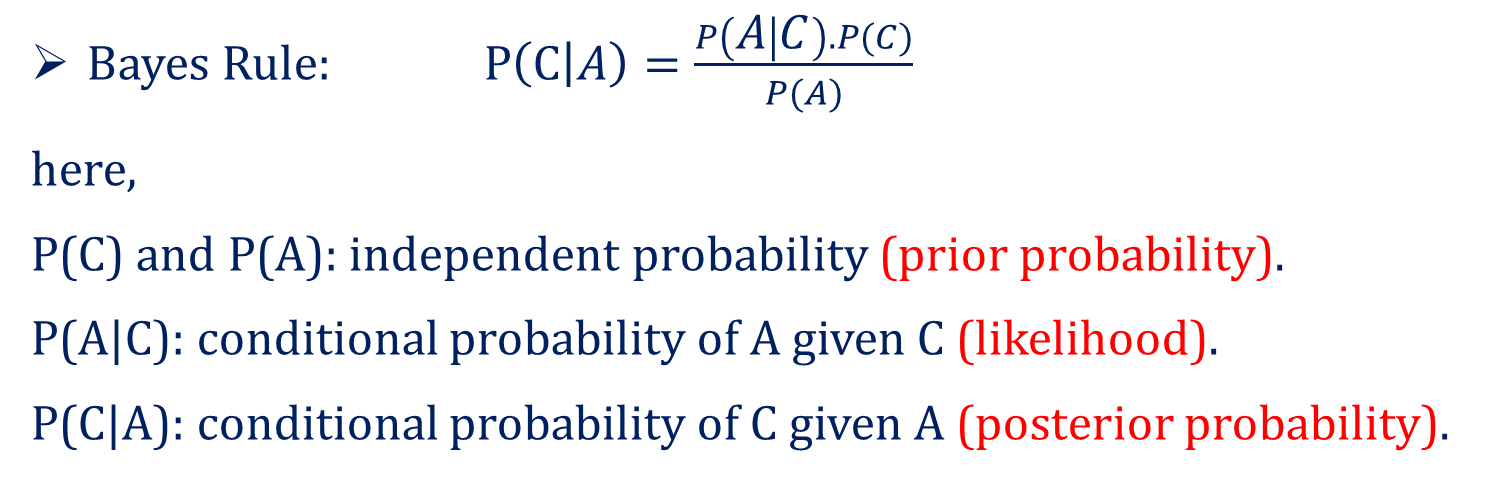 ➢ Bayes Rule: P(C|A) = P(A|C).P(C) / P(A)
here,
P(C) and P(A): independent probability (prior probability).
P(A|C): conditional probability of A given C (likelihood).
P(C|A): conditional probability of C given A (posterior probability).